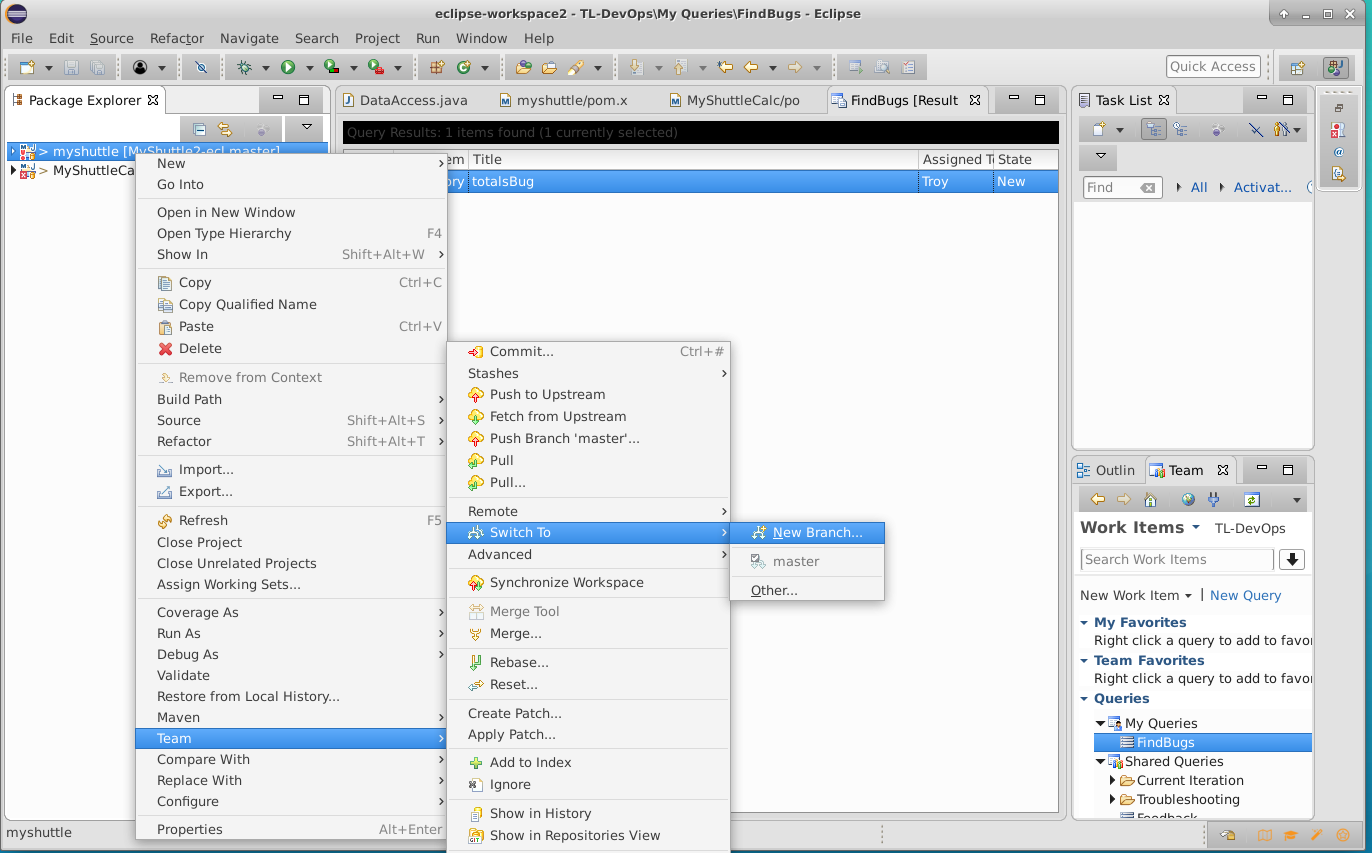 eclipse-workspace2 - TL-DevOps\My Queries\FindBugs - Eclipse
File Edit Source Refactor Navigate Search Project Run Window Help
Quick Access
Package Explorer
DataAccess.java myshuttle/pom.x MyShuttleCalc/po FindBugs [Result
Task List
Query Results: 1 items found (1 currently selected)
> myshuttle [MyShuttle2-ecl master]
> MyShuttleCa
em Title Assigned T State
ory totalsBug Troy New
New
Go Into
Open in New Window
Open Type Hierarchy F4
Show In Shift+Alt+W
Copy Ctrl+C
Copy Qualified Name
Paste Ctrl+V
Delete
Remove from Context
Build Path
Source Shift+Alt+S
Refactor Shift+Alt+T
Import...
Export...
Refresh F5
Close Project
Close Unrelated Projects
Assign Working Sets...
Coverage As
Run As
Debug As
Validate
Restore from Local History...
Maven
Team
Compare With
Replace With
Configure
Properties Alt+Enter
Commit... Ctrl+#
Stashes
Push to Upstream
Fetch from Upstream
Push Branch 'master'...
Pull
Pull...
Remote
Switch To
Advanced
Synchronize Workspace
Merge Tool
Merge...
Rebase...
Reset...
Create Patch...
Apply Patch...
Add to Index
Ignore
Show in History
GIT Show in Repositories View
New Branch...
master
Other...
Find All Activat...
Outlin Team
Work Items TL-DevOps
Search Work Items
New Work Item | New Query
My Favorites
Right click a query to add to favor
Team Favorites
Right click a query to add to favor
Queries
My Queries
FindBugs
Shared Queries
Current Iteration
Troubleshooting
Feedback
myshuttle